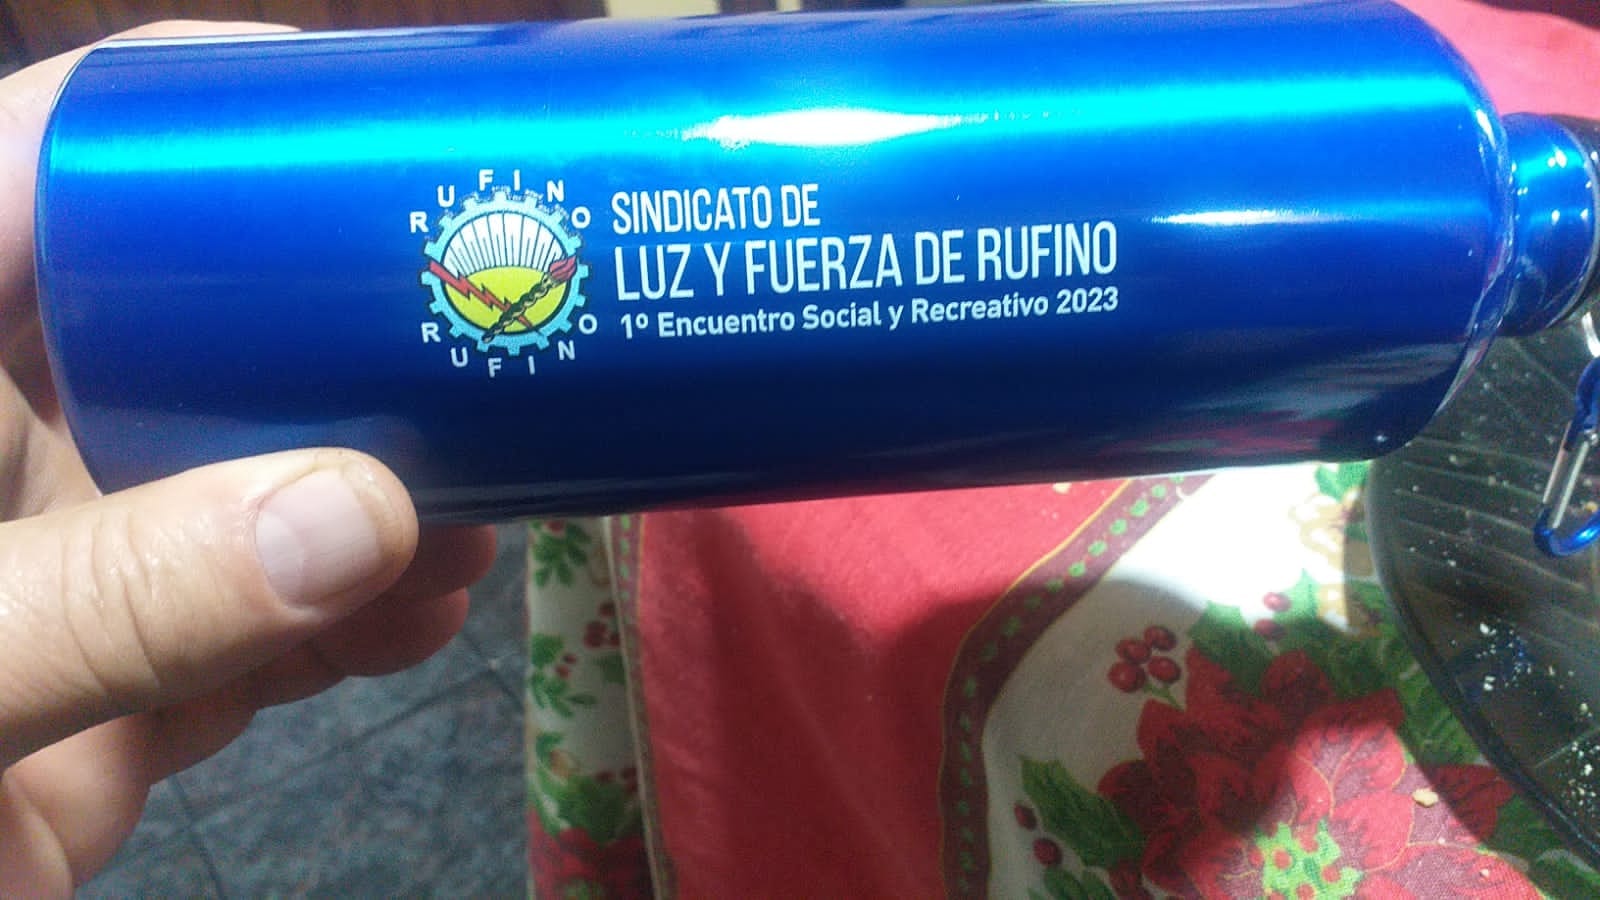 RUFINO
RUFINO
SINDICATO DE
LUZ Y FUERZA DE RUFINO
1º Encuentro Social y Recreativo 2023